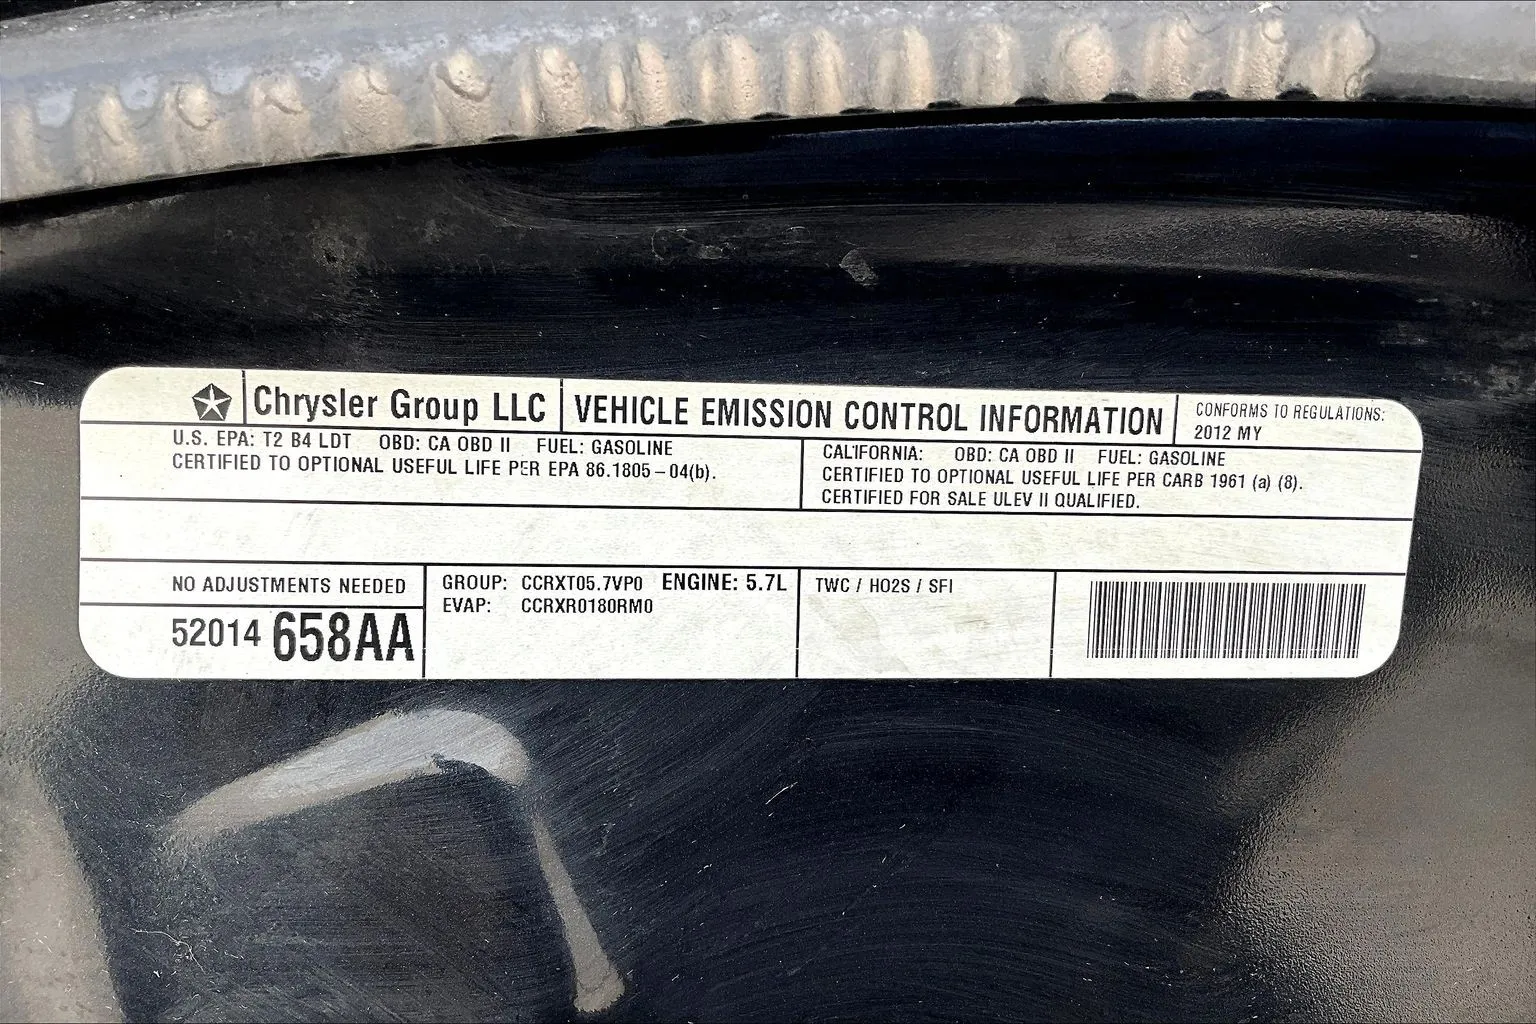 Chrysler Group LLC VEHICLE EMISSION CONTROL INFORMATION CONFORMS TO REGULATIONS:
2012 MY
U.S. EPA: T2 B4 LDT OBD: CA OBD II FUEL: GASOLINE
CERTIFIED TO OPTIONAL USEFUL LIFE PER EPA 86.1805-04(b).
CALIFORNIA: OBD: CA OBD II FUEL: GASOLINE
CERTIFIED TO OPTIONAL USEFUL LIFE PER CARB 1961 (a) (8).
CERTIFIED FOR SALE ULEV II QUALIFIED.
NO ADJUSTMENTS NEEDED
52014 658AA
GROUP: CCRXT05.7VP0 ENGINE: 5.7L
EVAP: CCRXR0180RM0
TWC / HO2S / SFI